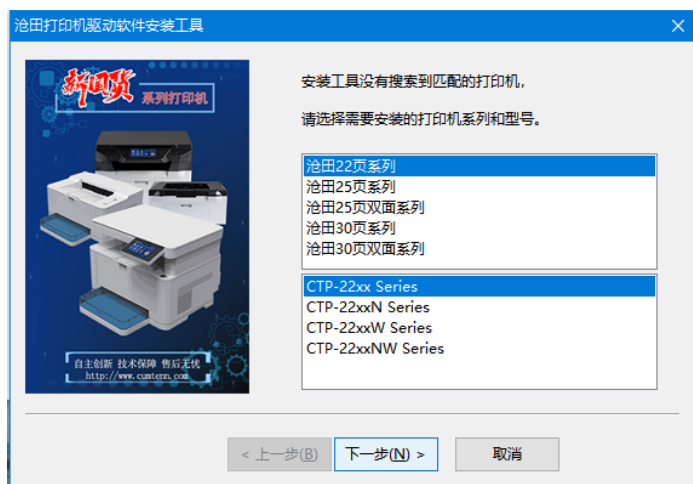 沧田打印机驱动软件安装工具
新国货
系列打印机
自主创新 技术保障 售后无忧
http://www.cumtenn.com
安装工具没有搜索到匹配的打印机,
请选择需要安装的打印机系列和型号。
沧田22页系列
沧田25页系列
沧田25页双面系列
沧田30页系列
沧田30页双面系列
CTP-22xx Series
CTP-22xxN Series
CTP-22xxW Series
CTP-22xxNW Series
< 上一步(B)
下一步(N) >
取消